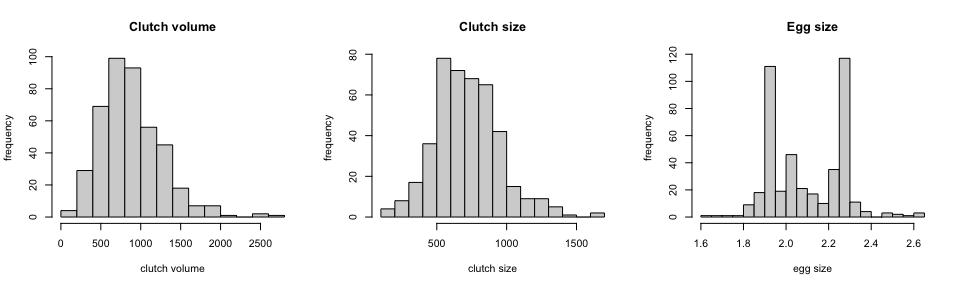 Clutch volume
frequency
0 20 40 60 80 100
0 500 1000 1500 2000 2500
clutch volume
Clutch size
frequency
0 20 40 60 80
500 1000 1500
clutch size
Egg size
frequency
0 20 40 60 80 100 120
1.6 1.8 2.0 2.2 2.4 2.6
egg size